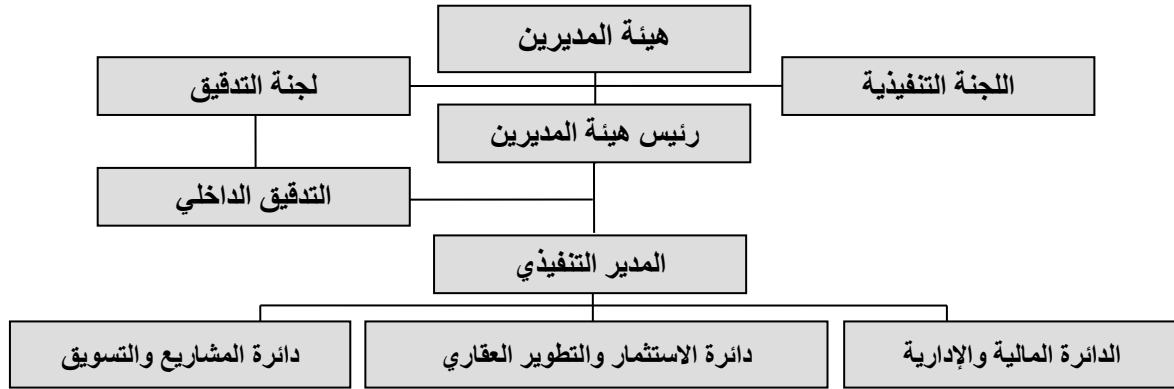 هيئة المديرين
اللجنة التنفيذية
لجنة التدقيق
رئيس هيئة المديرين
التدقيق الداخلي
المدير التنفيذي
الدائرة المالية والإدارية
دائرة الاستثمار والتطوير العقاري
دائرة المشاريع والتسويق